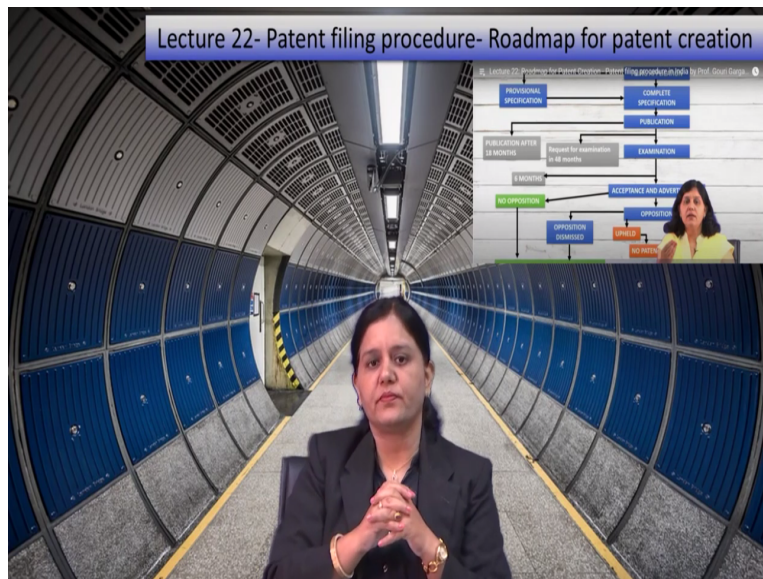 Lecture 22- Patent filing procedure- Roadmap for patent creation
Lecture 22: Roadmap for Patent Creation - Patent filing procedure in India by Prof. Gouri Garga...
PROVISIONAL
SPECIFICATION
COMPLETE
SPECIFICATION
PUBLICATION
PUBLICATION AFTER
18 MONTHS
Request for examination
in 48 months
EXAMINATION
6 MONTHS
ACCEPTANCE AND ADVERT
NO OPPOSITION
OPPOSITION
OPPOSITION
DISMISSED
UPHELD
NO PATEN